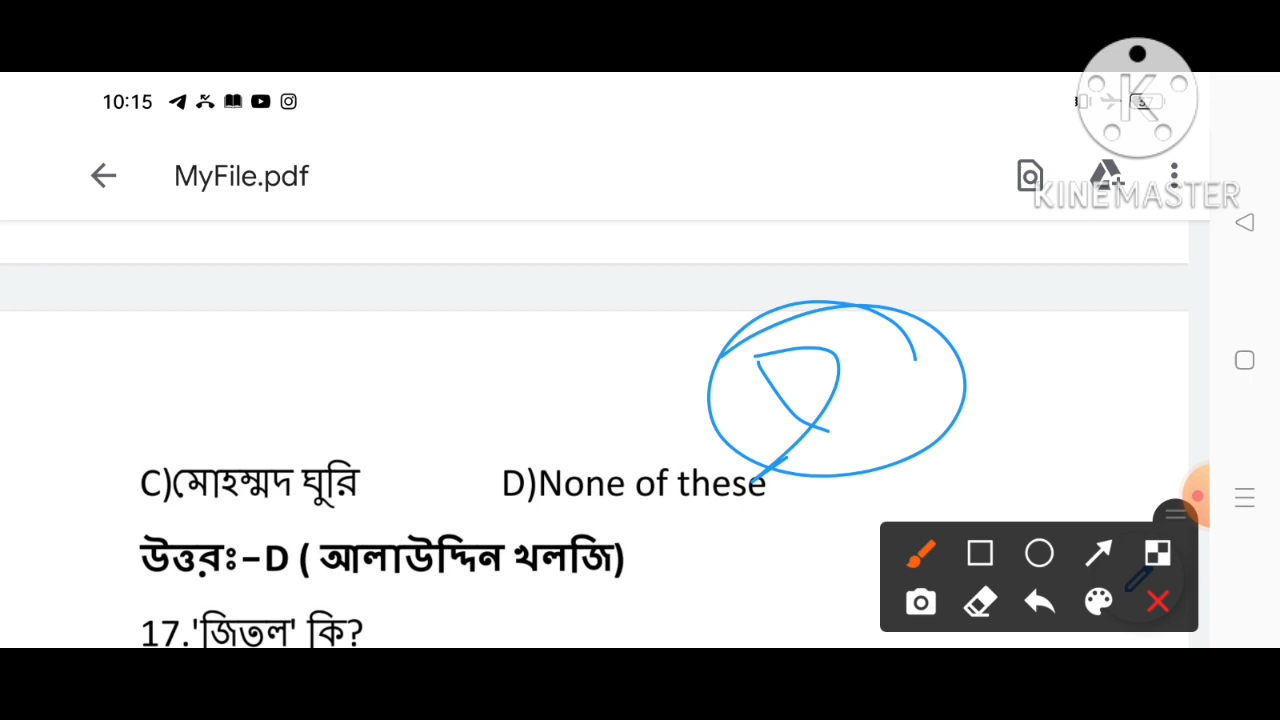 10:15
MyFile.pdf
KINEMASTER
C)মোহম্মদ ঘুরি D)None of these
উত্তরঃ–D ( আলাউদ্দিন খলজি)
17.'জিতল' কি?